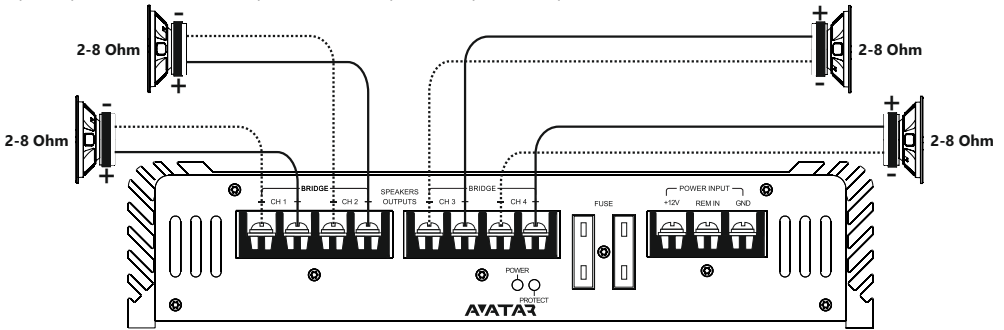 2-8 Ohm
2-8 Ohm
2-8 Ohm
2-8 Ohm
BRIDGE
CH 1
CH 2
SPEAKERS
OUTPUTS
BRIDGE
CH 3
CH 4
FUSE
POWER INPUT
+12V REM IN GND
POWER
PROTECT
AVATAR